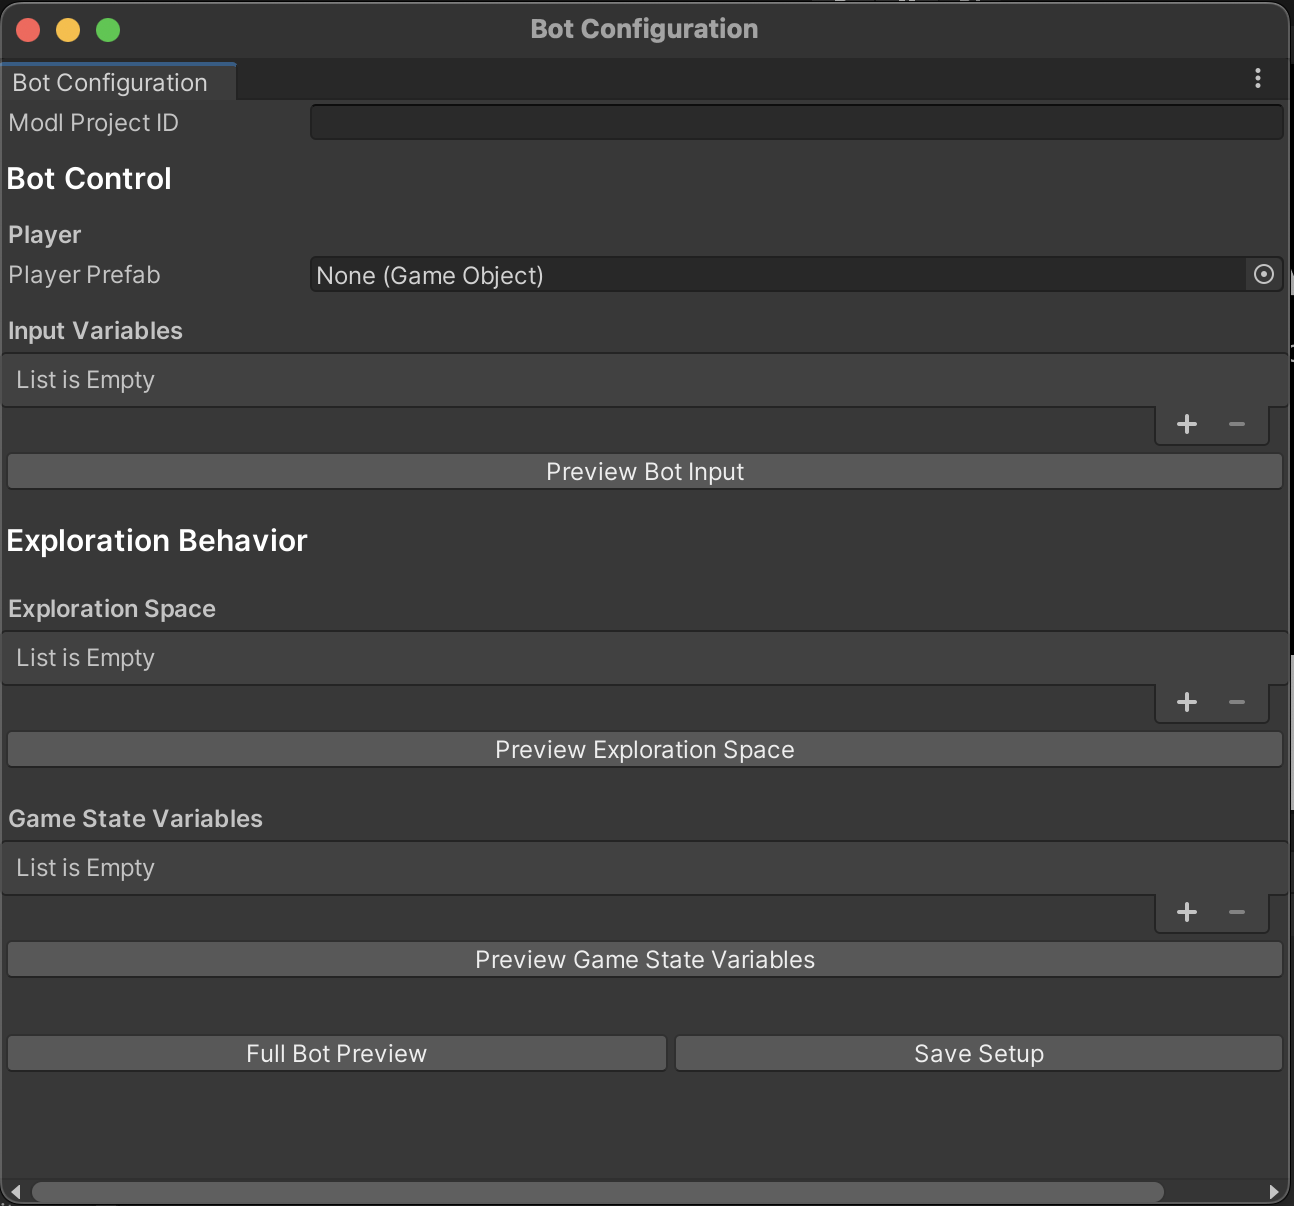 Bot Configuration
Bot Configuration
Modl Project ID
Bot Control
Player
Player Prefab
None (Game Object)
Input Variables
List is Empty
Preview Bot Input
Exploration Behavior
Exploration Space
List is Empty
Preview Exploration Space
Game State Variables
List is Empty
Preview Game State Variables
Full Bot Preview
Save Setup